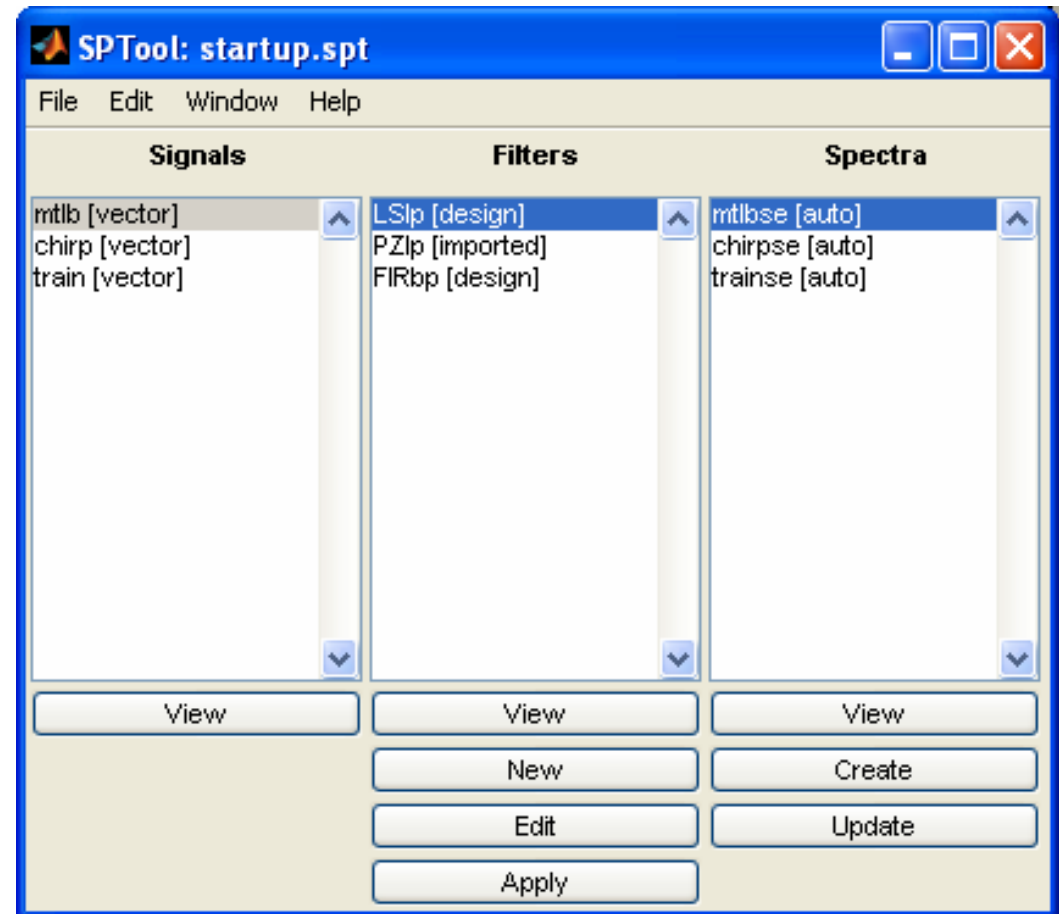 SPTool: startup.spt
File Edit Window Help
Signals Filters Spectra
mtlb [vector] LSlp [design] mtlbse [auto]
chirp [vector] PZlp [imported] chirpse [auto]
train [vector] FIRbp [design] trainse [auto]
View View View
New Create
Edit Update
Apply